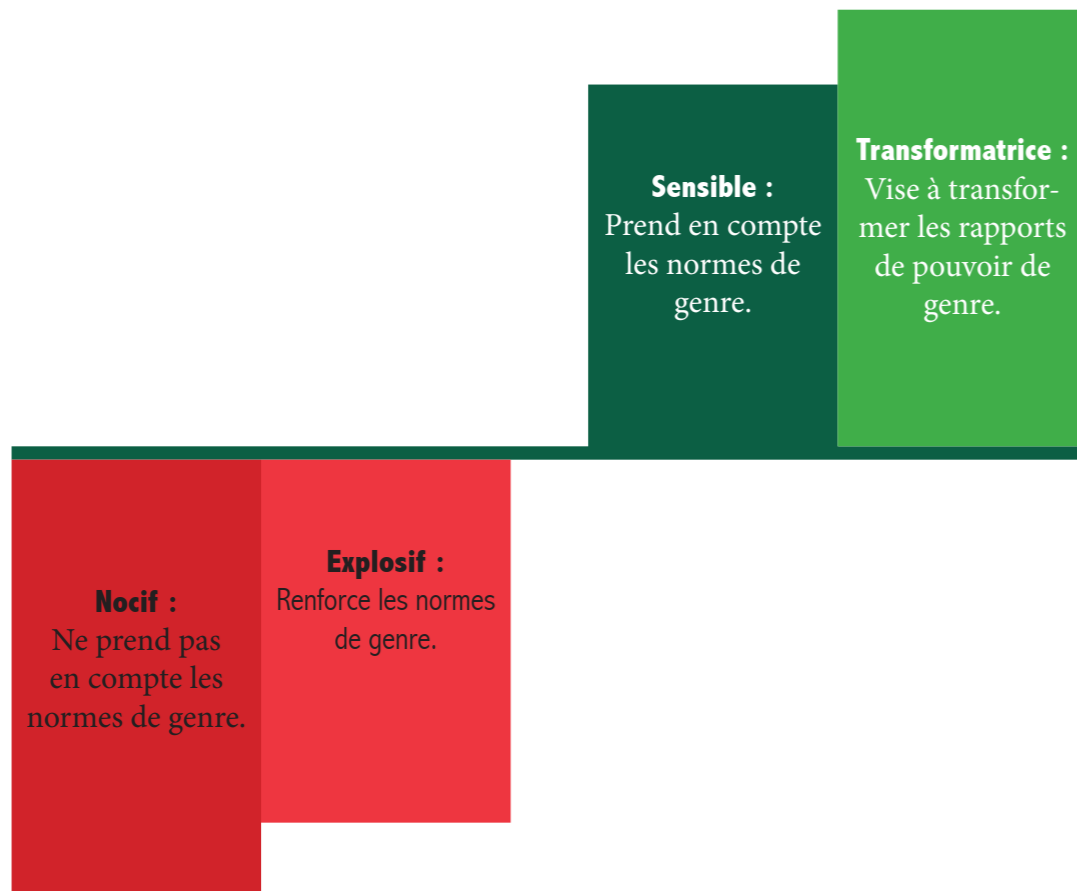 Nocif :
Ne prend pas
en compte les
normes de genre.
Explosif :
Renforce les normes
de genre.
Sensible :
Prend en compte
les normes de
genre.
Transformatrice :
Vise à transfor-
mer les rapports
de pouvoir de
genre.